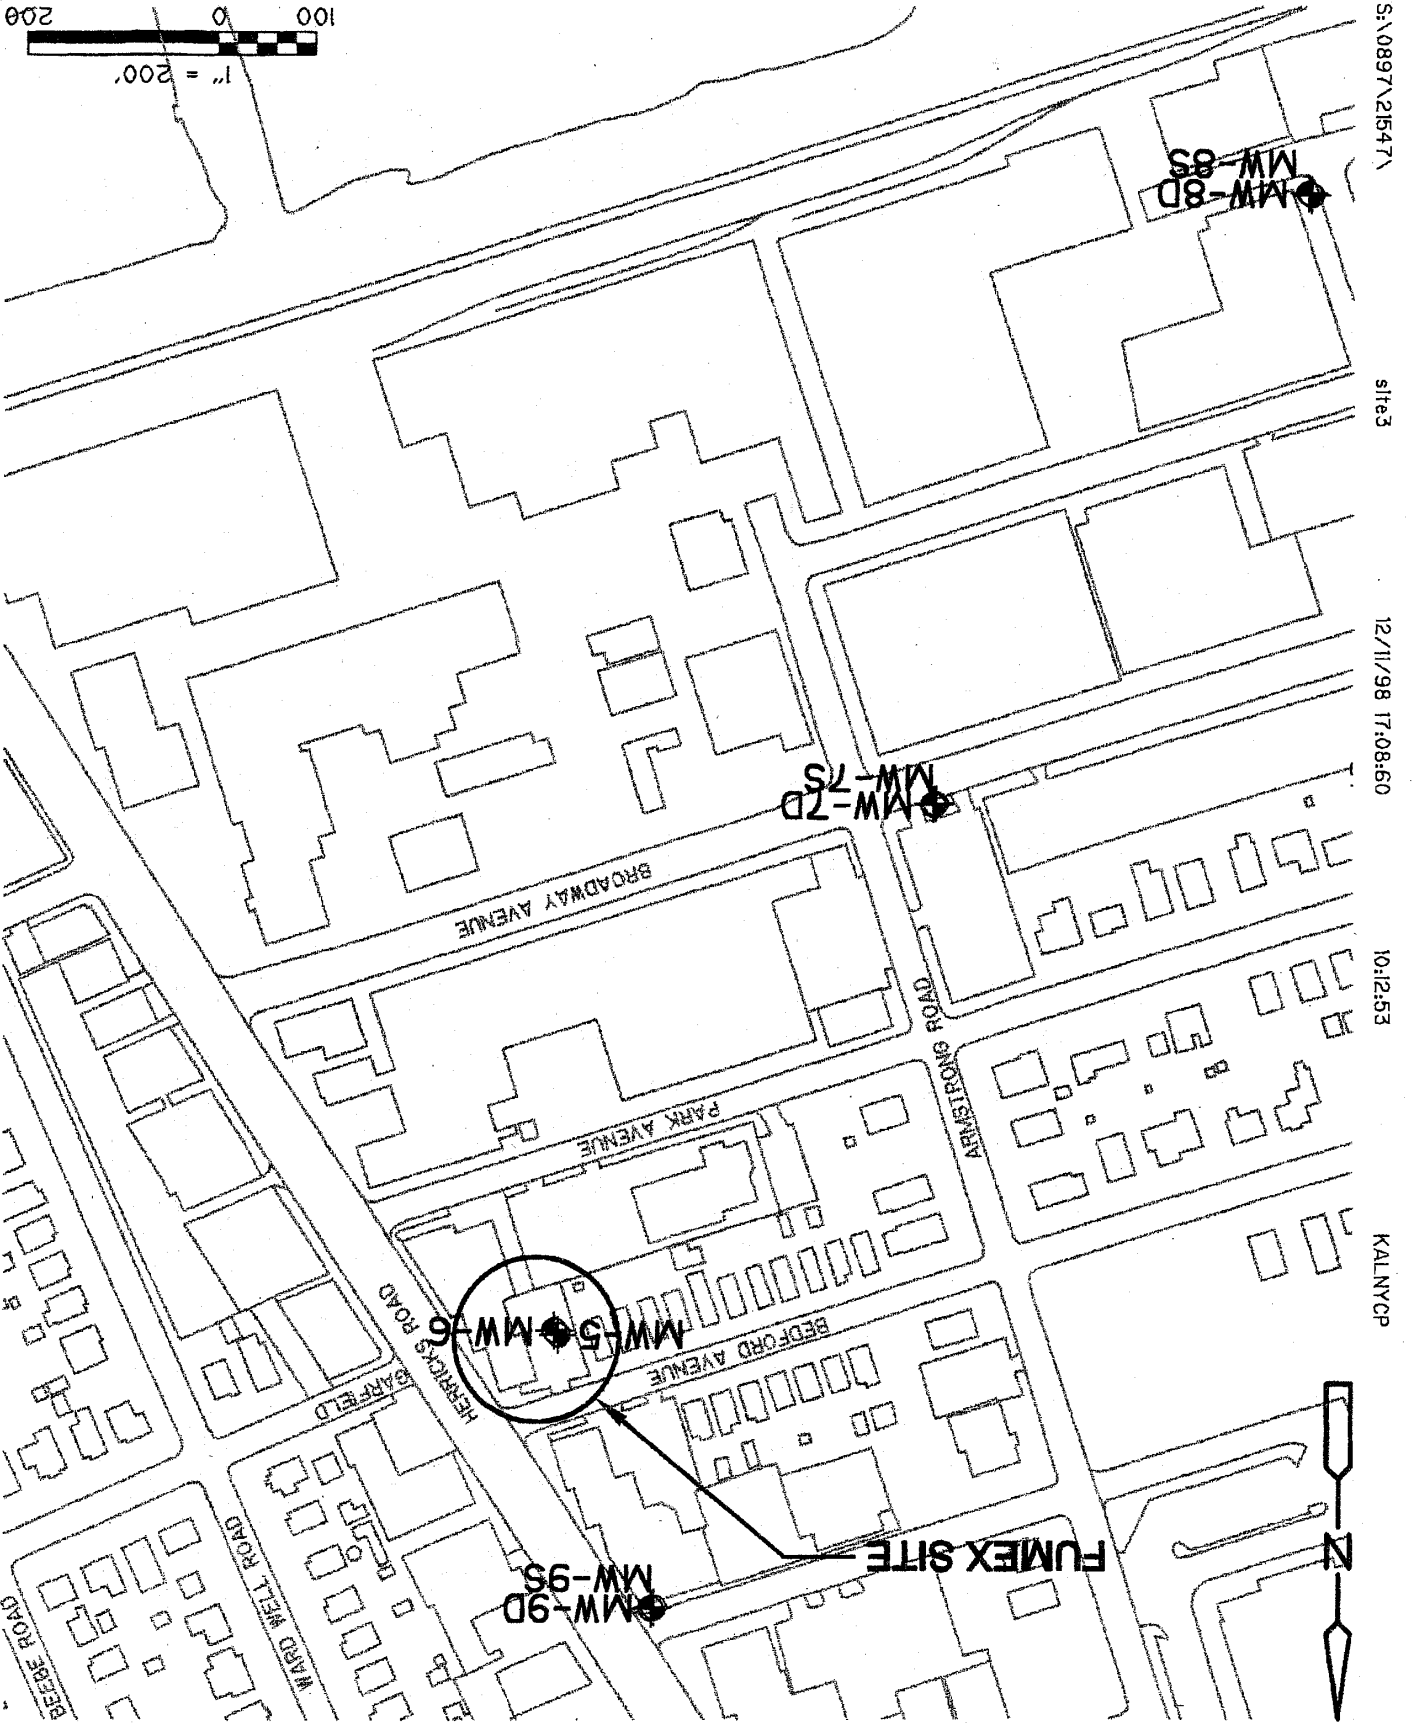 S:\0897\21547\
site3
12/11/98 17:08:60
10:12:53
KALNYCP
N
FUMEX SITE
MW-9D
MW-9S
BEEBE ROAD
WARD WELL ROAD
GARFIELD
HERRICKS ROAD
BEDFORD AVENUE
MW-5
MW-6
PARK AVENUE
ARMSTRONG ROAD
BROADWAY AVENUE
MW-7D
MW-7S
MW-8D
MW-8S
1" = 200'
100 0 200